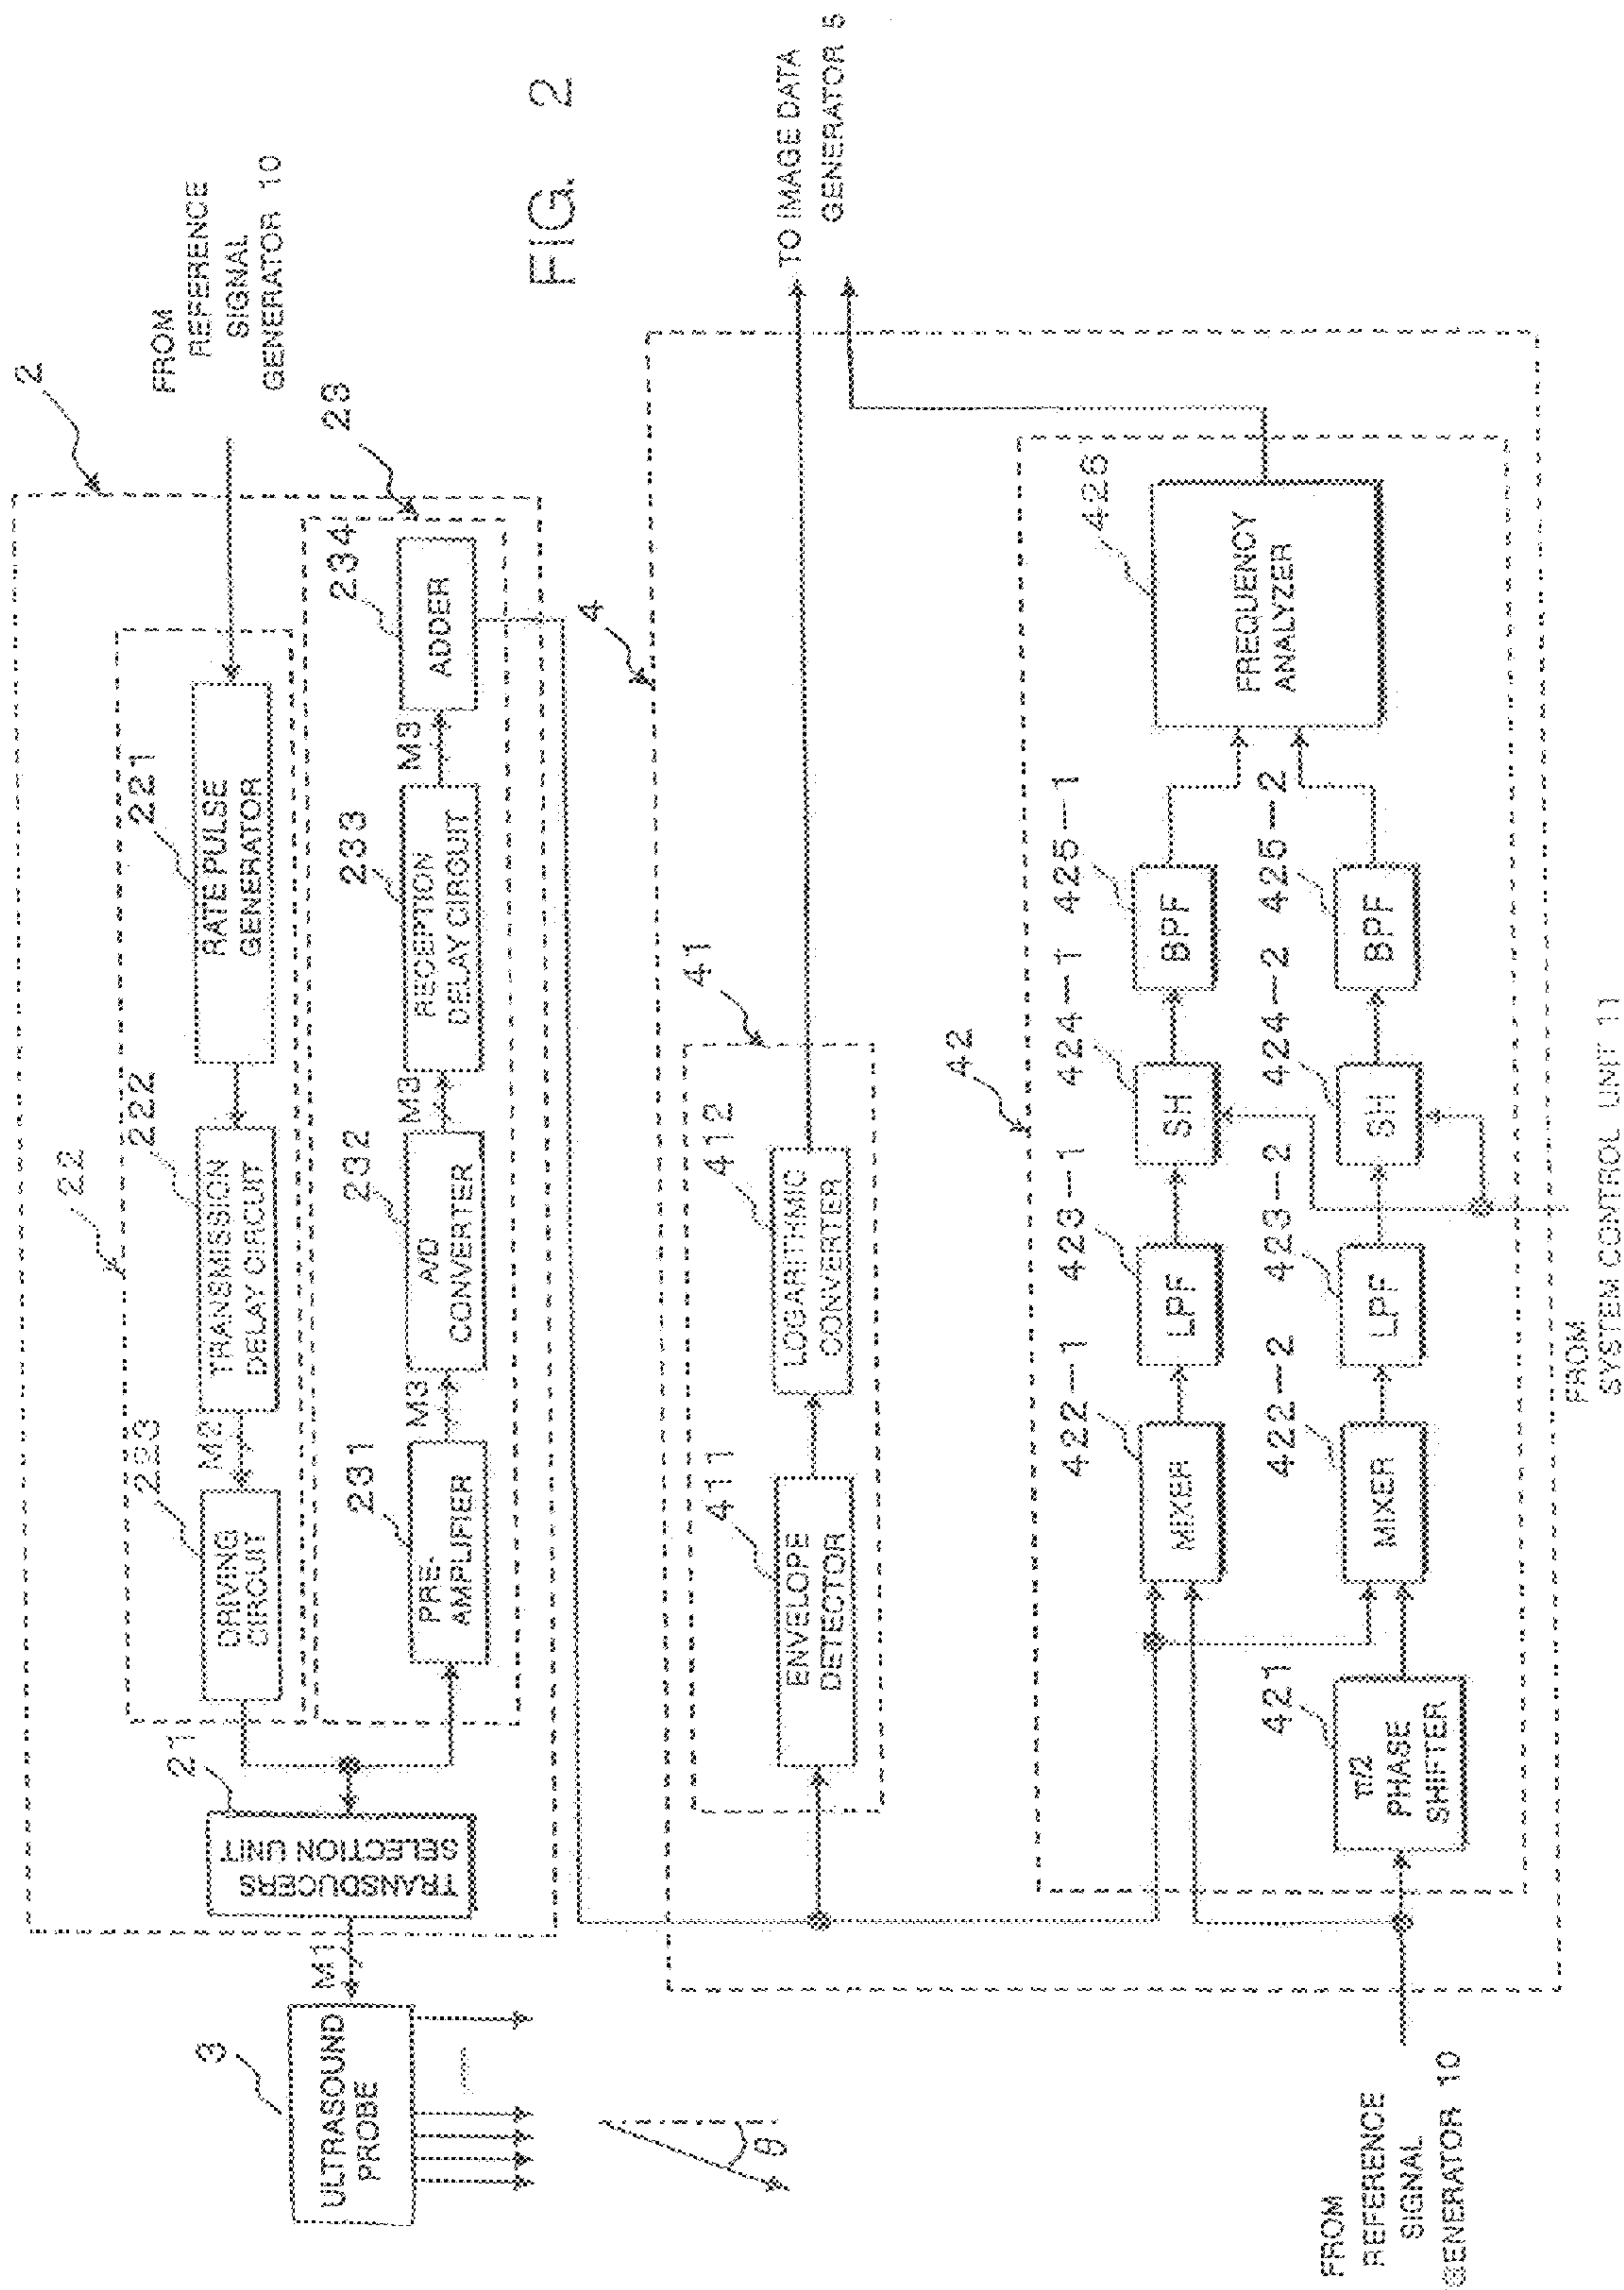 FIG. 2
2
FROM
REFERENCE
SIGNAL
GENERATOR 10
22
223
DRIVING
CIRCUIT
M2
222
TRANSMISSION
DELAY CIRCUIT
221
RATE PULSE
GENERATOR
23
231
PRE-
AMPLIFIER
M3
232
A/D
CONVERTER
M3
233
RECEPTION
DELAY CIRCUIT
M3
234
ADDER
21
TRANSDUCERS
SELECTION UNIT
M1
3
ULTRASOUND
PROBE
θ
4
41
411
ENVELOPE
DETECTOR
412
LOGARITHMIC
CONVERTER
TO IMAGE DATA
GENERATOR 5
42
422-1
MIXER
423-1
LPF
424-1
SH
425-1
BPF
426
FREQUENCY
ANALYZER
421
π/2
PHASE
SHIFTER
422-2
MIXER
423-2
LPF
424-2
SH
425-2
BPF
FROM
REFERENCE
SIGNAL
GENERATOR 10
FROM
SYSTEM CONTROL UNIT 11